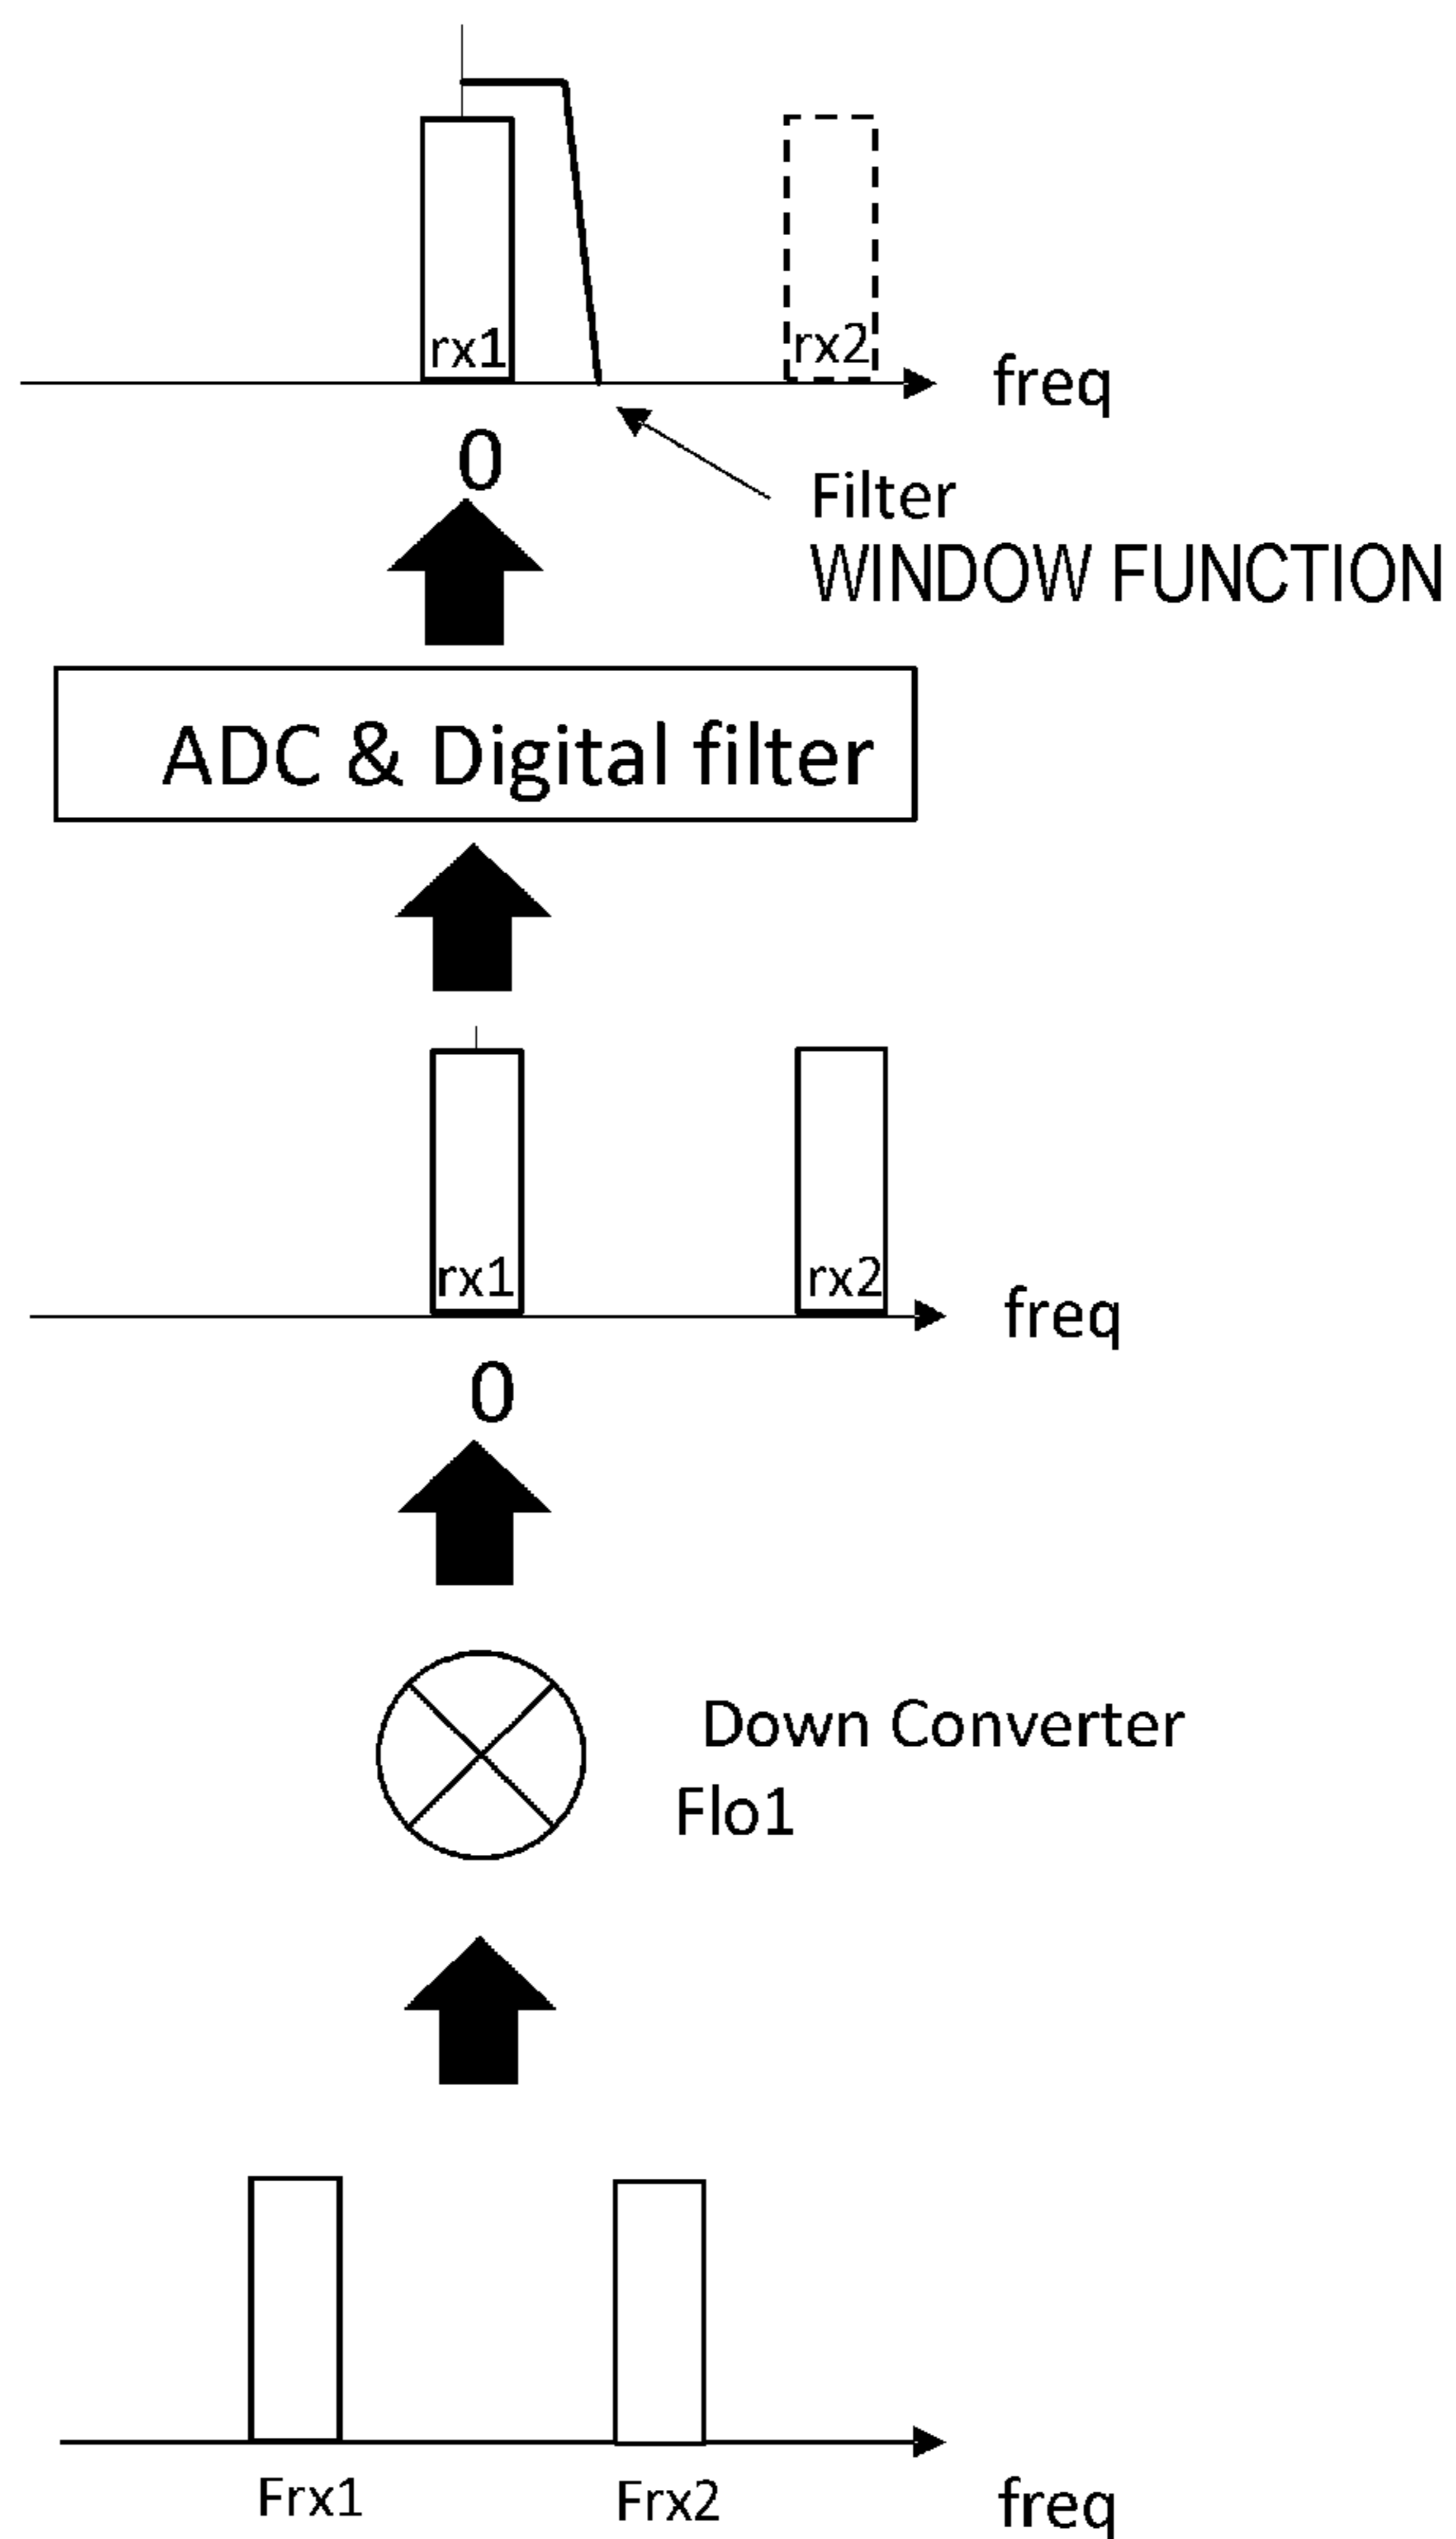 rx1
rx2
freq
0
Filter
WINDOW FUNCTION
ADC & Digital filter
rx1
rx2
freq
0
Down Converter
Flo1
Frx1
Frx2
freq